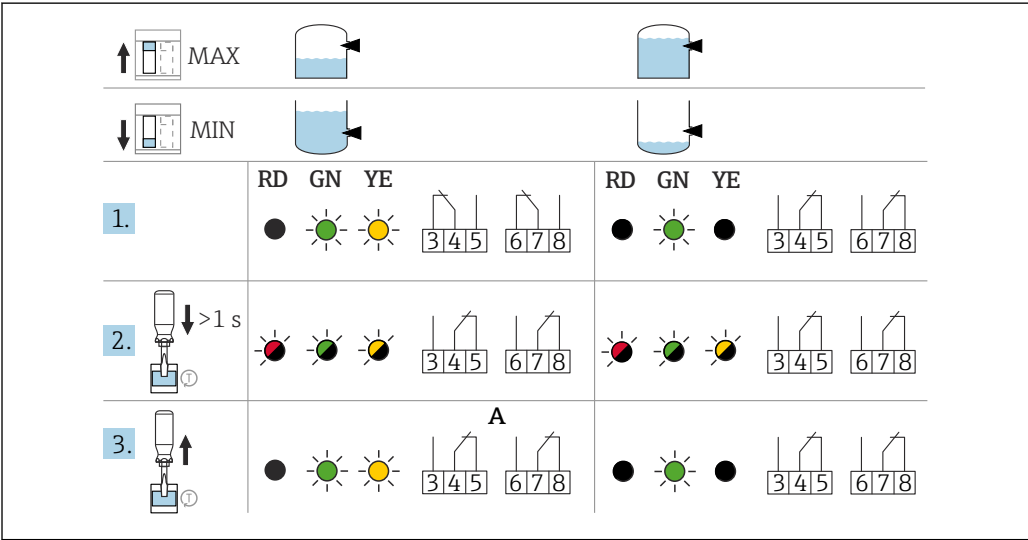 MAX
MIN
RD GN YE RD GN YE
1. 3 4 5 6 7 8 3 4 5 6 7 8
2. >1 s T 3 4 5 6 7 8 3 4 5 6 7 8
A
3. T 3 4 5 6 7 8 3 4 5 6 7 8